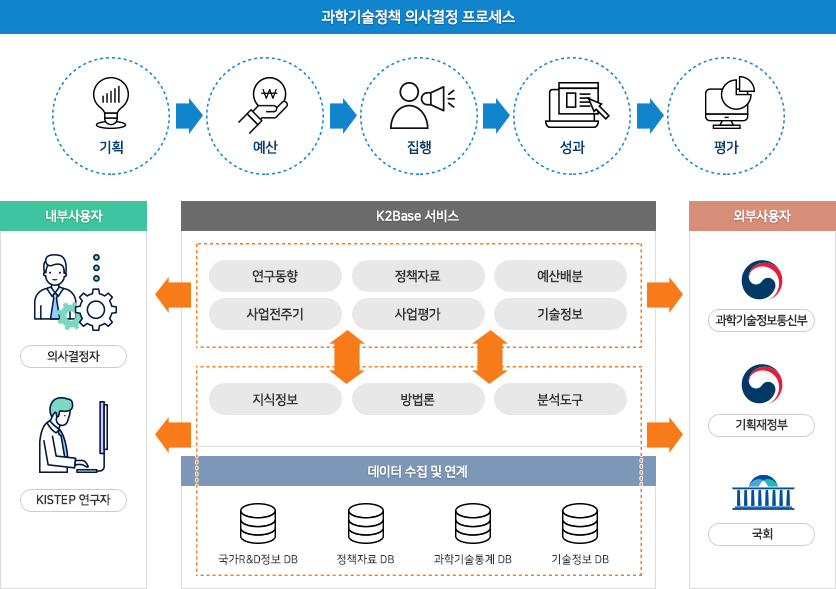 과학기술정책 의사결정 프로세스
기획
예산
집행
성과
평가
내부사용자
의사결정자
KISTEP 연구자
K2Base 서비스
연구동향
정책자료
예산배분
사업전주기
사업평가
기술정보
지식정보
방법론
분석도구
데이터 수집 및 연계
국가R&D정보 DB
정책자료 DB
과학기술통계 DB
기술정보 DB
외부사용자
과학기술정보통신부
기획재정부
국회